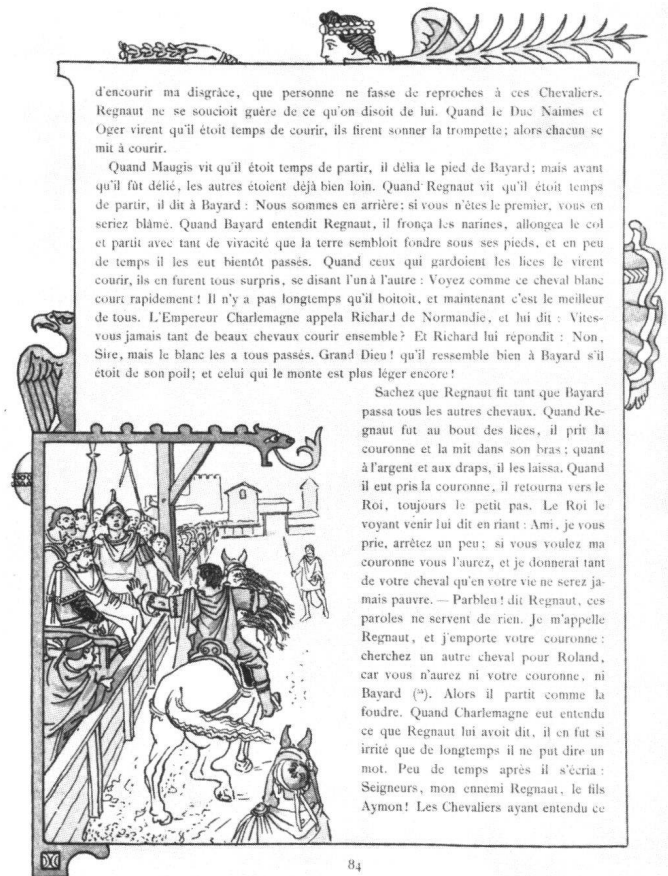 d'encourir ma disgrâce, que personne ne fasse de reproches à ces Chevaliers.
Regnaut ne se soucioit guère de ce qu'on disoit de lui. Quand le Duc Naimes et
Oger virent qu'il étoit temps de courir, ils firent sonner la trompette; alors chacun se
mit à courir.
Quand Maugis vit qu'il étoit temps de partir, il délia le pied de Bayard; mais avant
qu'il fût délié, les autres étoient déjà bien loin. Quand Regnaut vit qu'il étoit temps
de partir, il dit à Bayard : Nous sommes en arrière; si vous n'êtes le premier, vous en
seriez blâmé. Quand Bayard entendit Regnaut, il fronça les narines, allongea le col
et partit avec tant de vivacité que la terre sembloit fondre sous ses pieds, et en peu
de temps il les eut bientôt passés. Quand ceux qui gardoient les lices le virent
courir, ils en furent tous surpris, se disant l'un à l'autre : Voyez comme ce cheval blanc
court rapidement! Il n'y a pas longtemps qu'il boitoit, et maintenant c'est le meilleur
de tous. L'Empereur Charlemagne appela Richard de Normandie, et lui dit : Vites-
vous jamais tant de beaux chevaux courir ensemble? Et Richard lui répondit : Non,
Sire, mais le blanc les a tous passés. Grand Dieu! qu'il ressemble bien à Bayard s'il
étoit de son poil; et celui qui le monte est plus léger encore!
Sachez que Regnaut fit tant que Bayard
passa tous les autres chevaux. Quand Re-
gnaut fut au bout des lices, il prit la
couronne et la mit dans son bras; quant
à l'argent et aux draps, il les laissa. Quand
il eut pris la couronne, il retourna vers le
Roi, toujours le petit pas. Le Roi le
voyant venir lui dit en riant : Ami, je vous
prie, arrêtez un peu; si vous voulez ma
couronne vous l'aurez, et je donnerai tant
de votre cheval qu'en votre vie ne serez ja-
mais pauvre. — Parbleu! dit Regnaut, ces
paroles ne servent de rien. Je m'appelle
Regnaut, et j'emporte votre couronne :
cherchez un autre cheval pour Roland,
car vous n'aurez ni votre couronne, ni
Bayard (). Alors il partit comme la
foudre. Quand Charlemagne eut entendu
ce que Regnaut lui avoit dit, il en fut si
irrité que de longtemps il ne put dire un
mot. Peu de temps après il s'écria :
Seigneurs, mon ennemi Regnaut, le fils
Aymon! Les Chevaliers ayant entendu ce
84